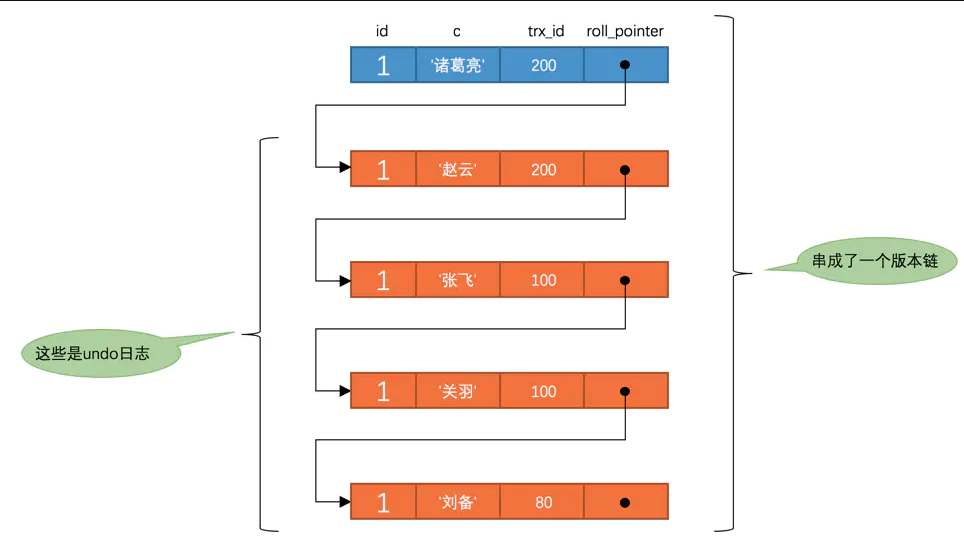 id c trx_id roll_pointer
1 '诸葛亮' 200
1 '赵云' 200
1 '张飞' 100
串成了一个版本链
这些是undo日志
1 '关羽' 100
1 '刘备' 80